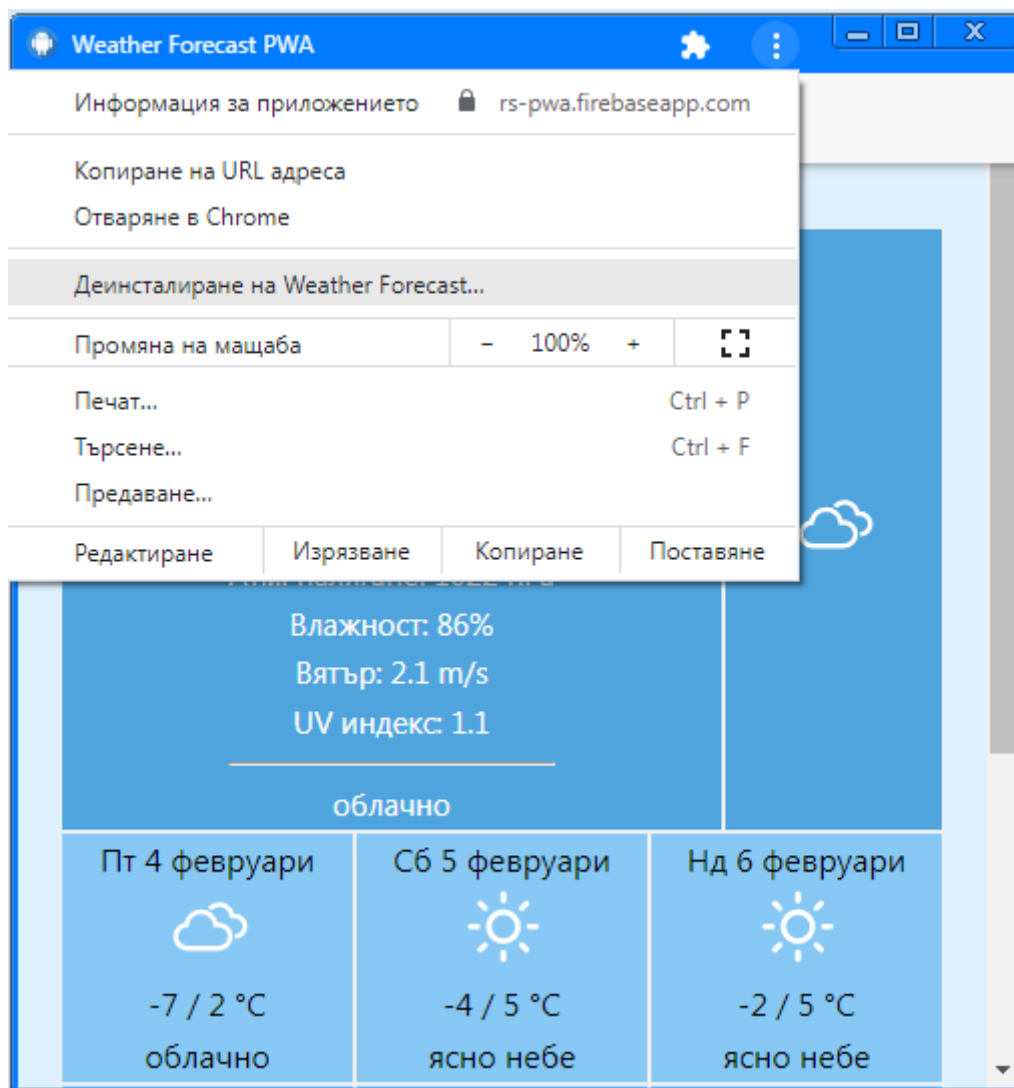 Weather Forecast PWA
Информация за приложението rs-pwa.firebaseapp.com
Копиране на URL адреса
Отваряне в Chrome
Деинсталиране на Weather Forecast...
Промяна на мащаба - 100% +
Печат... Ctrl + P
Търсене... Ctrl + F
Предаване...
Редактиране Изрязване Копиране Поставяне
Влажност: 86%
Вятър: 2.1 m/s
UV индекс: 1.1
облачно
Пт 4 февруари Сб 5 февруари Нд 6 февруари
-7 / 2 °C -4 / 5 °C -2 / 5 °C
облачно ясно небе ясно небе